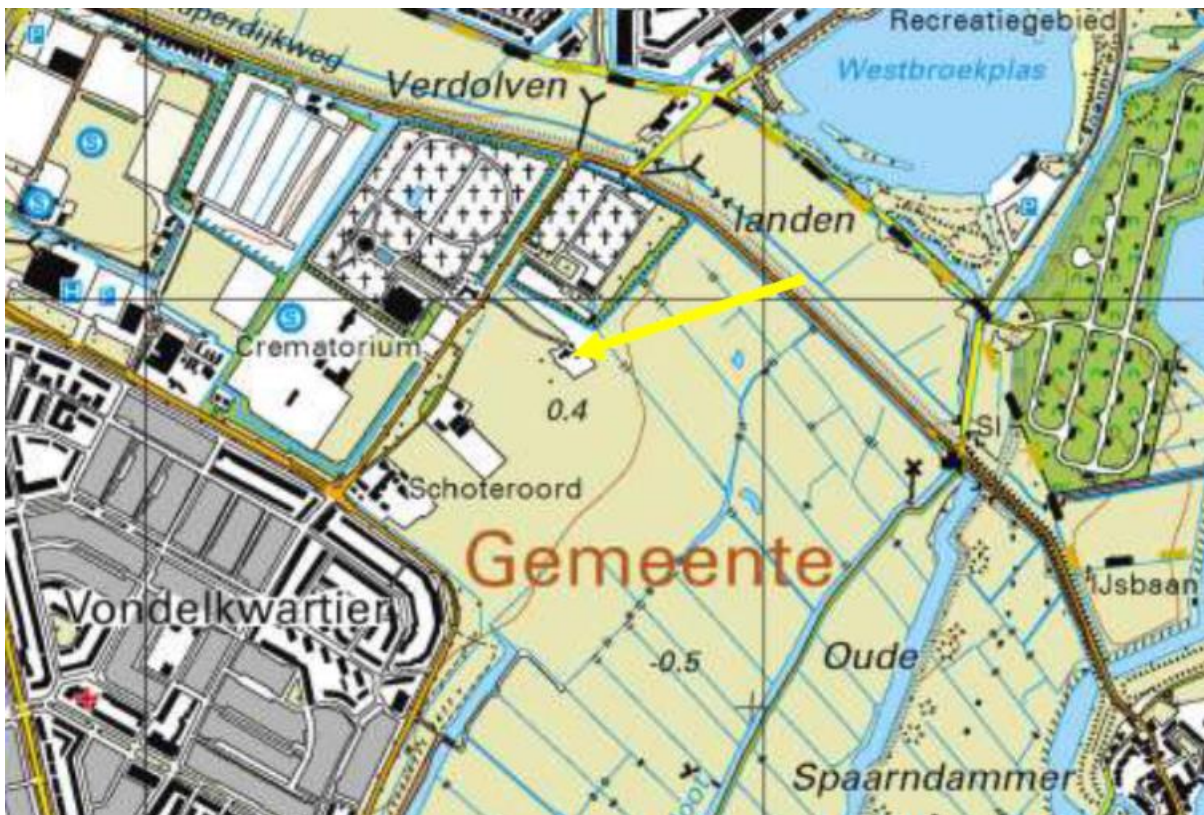 Recreatiegebied
perdijkweg
Westbroekplas
Verdolven
P
S
landen
S
P
H
P
S
Crematorium
0.4
SI
Schoteroord
Gemeente
IJsbaan
Vondelkwartier
Oude
-0.5
Spaarndammer